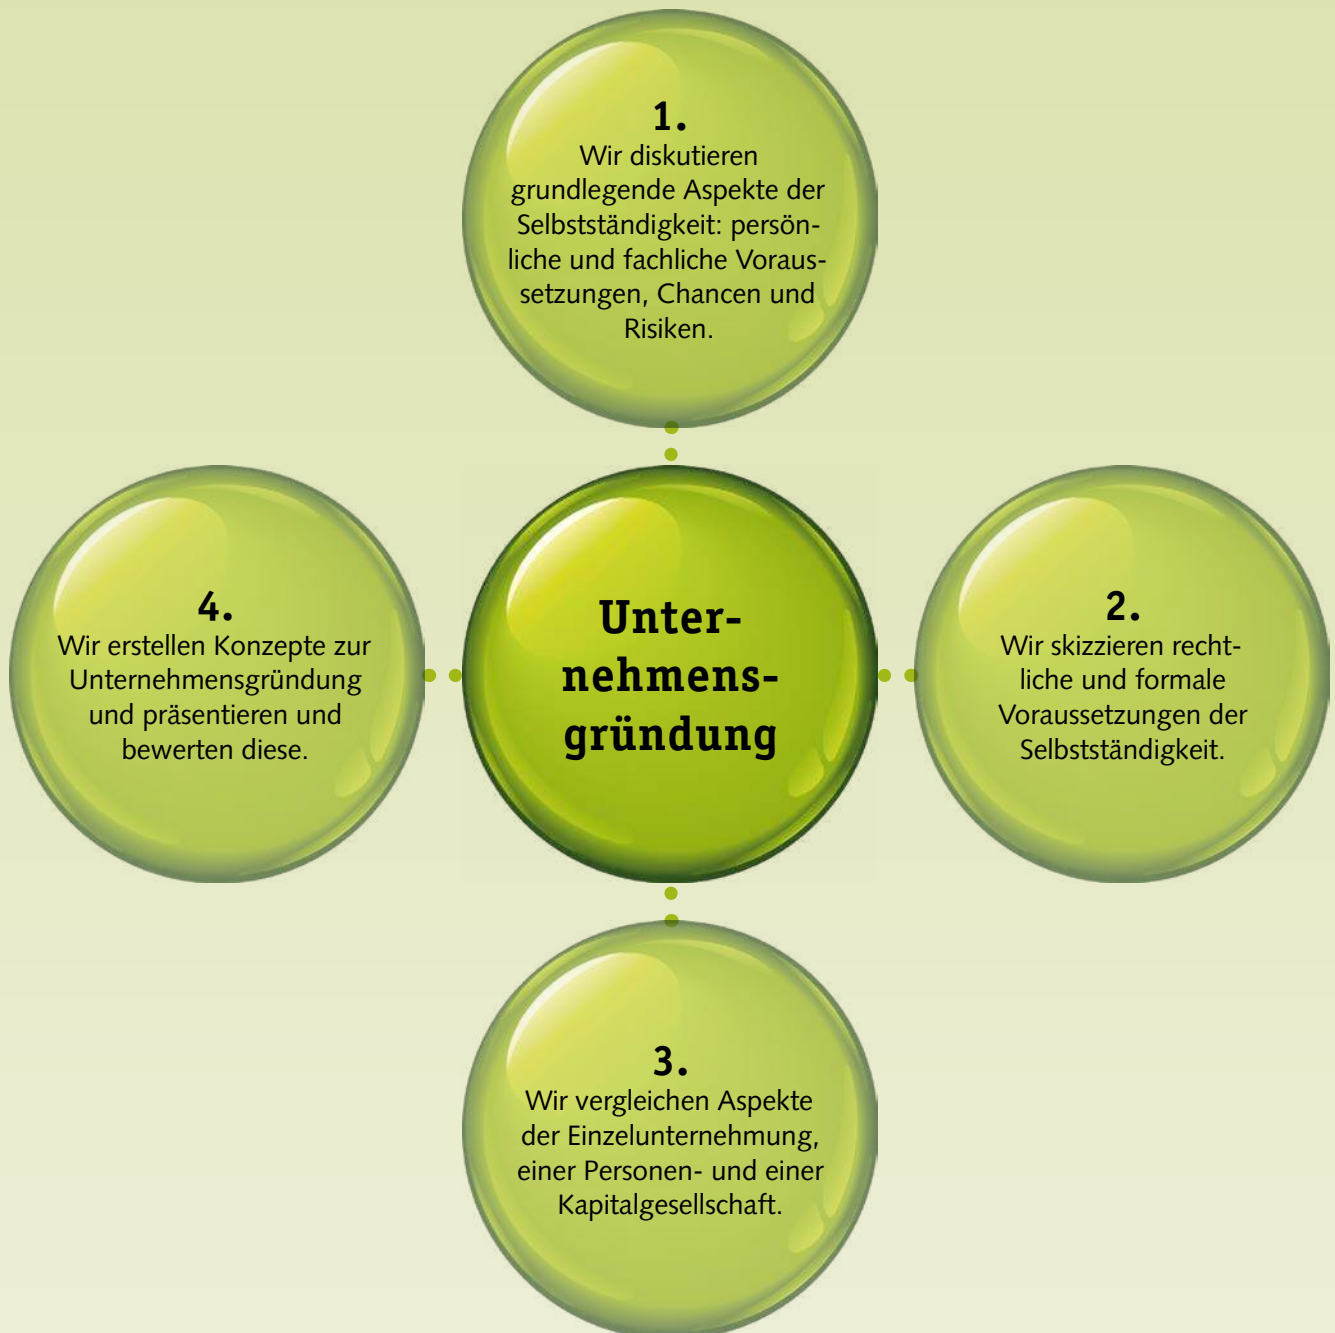 1.
Wir diskutieren
grundlegende Aspekte der
Selbstständigkeit: persön-
liche und fachliche Voraus-
setzungen, Chancen und
Risiken.
4.
Wir erstellen Konzepte zur
Unternehmensgründung
und präsentieren und
bewerten diese.
Unter-
nehmens-
gründung
2.
Wir skizzieren recht-
liche und formale
Voraussetzungen der
Selbstständigkeit.
3.
Wir vergleichen Aspekte
der Einzelunternehmung,
einer Personen- und einer
Kapitalgesellschaft.